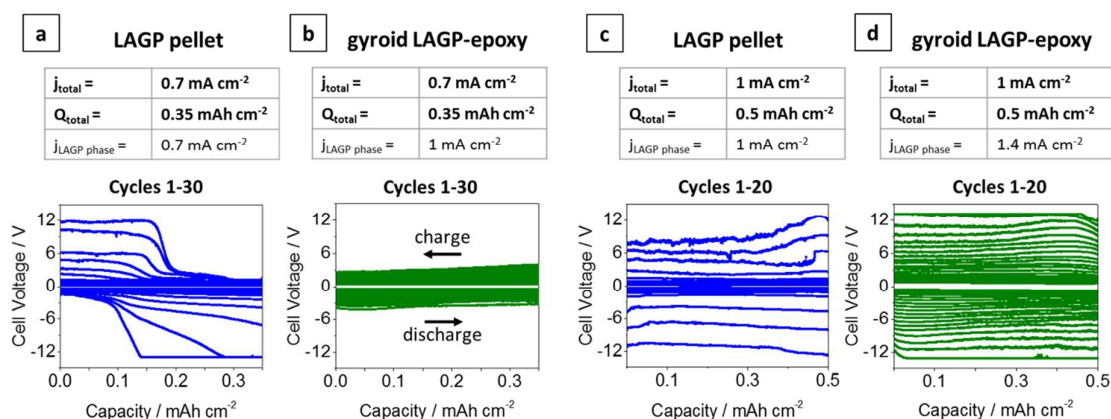 a LAGP pellet
j_total = 0.7 mA cm⁻²
Q_total = 0.35 mAh cm⁻²
j_LAGP phase = 0.7 mA cm⁻²
Cycles 1-30
12
6
0
-6
-12
Cell Voltage / V
0.0 0.1 0.2 0.3
Capacity / mAh cm⁻²
b gyroid LAGP-epoxy
j_total = 0.7 mA cm⁻²
Q_total = 0.35 mAh cm⁻²
j_LAGP phase = 1 mA cm⁻²
Cycles 1-30
12
6
0
-6
-12
Cell Voltage / V
charge
discharge
0.0 0.1 0.2 0.3
Capacity / mAh cm⁻²
c LAGP pellet
j_total = 1 mA cm⁻²
Q_total = 0.5 mAh cm⁻²
j_LAGP phase = 1 mA cm⁻²
Cycles 1-20
12
6
0
-6
-12
Cell Voltage / V
0.1 0.3 0.5
Capacity / mAh cm⁻²
d gyroid LAGP-epoxy
j_total = 1 mA cm⁻²
Q_total = 0.5 mAh cm⁻²
j_LAGP phase = 1.4 mA cm⁻²
Cycles 1-20
12
6
0
-6
-12
Cell Voltage / V
0.1 0.3 0.5
Capacity / mAh cm⁻²